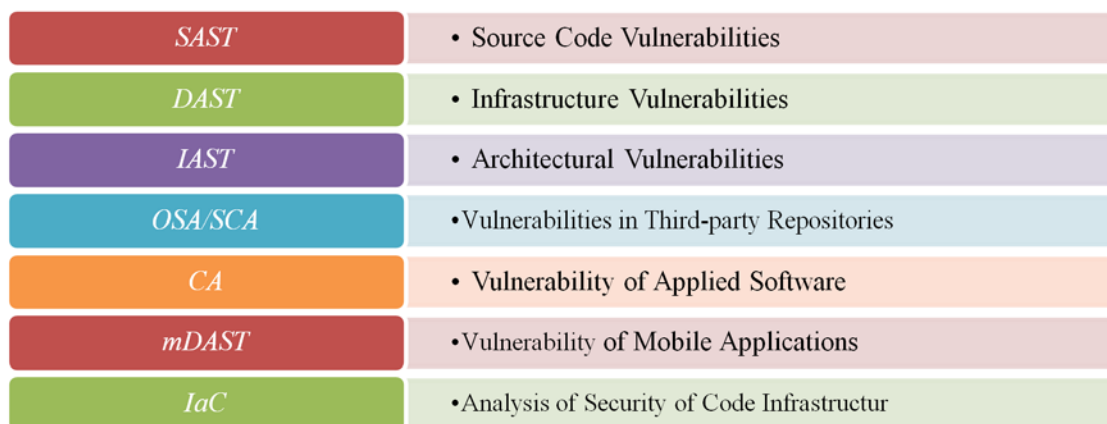 SAST
• Source Code Vulnerabilities
DAST
• Infrastructure Vulnerabilities
IAST
• Architectural Vulnerabilities
OSA/SCA
•Vulnerabilities in Third-party Repositories
CA
• Vulnerability of Applied Software
mDAST
•Vulnerability of Mobile Applications
IaC
•Analysis of Security of Code Infrastructur